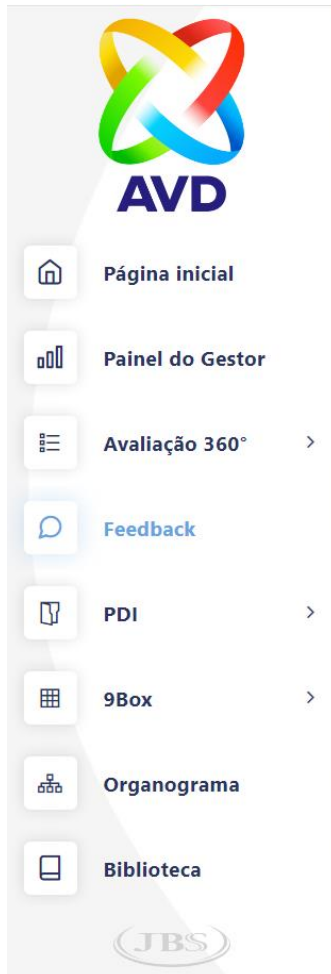 AVD
Página inicial
Painel do Gestor
Avaliação 360°
Feedback
PDI
9Box
Organograma
Biblioteca
JBS